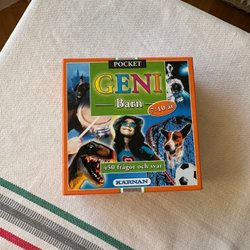 POCKET
GENI
Barn
7-10 år
450 frågor och svar
KÄRNAN